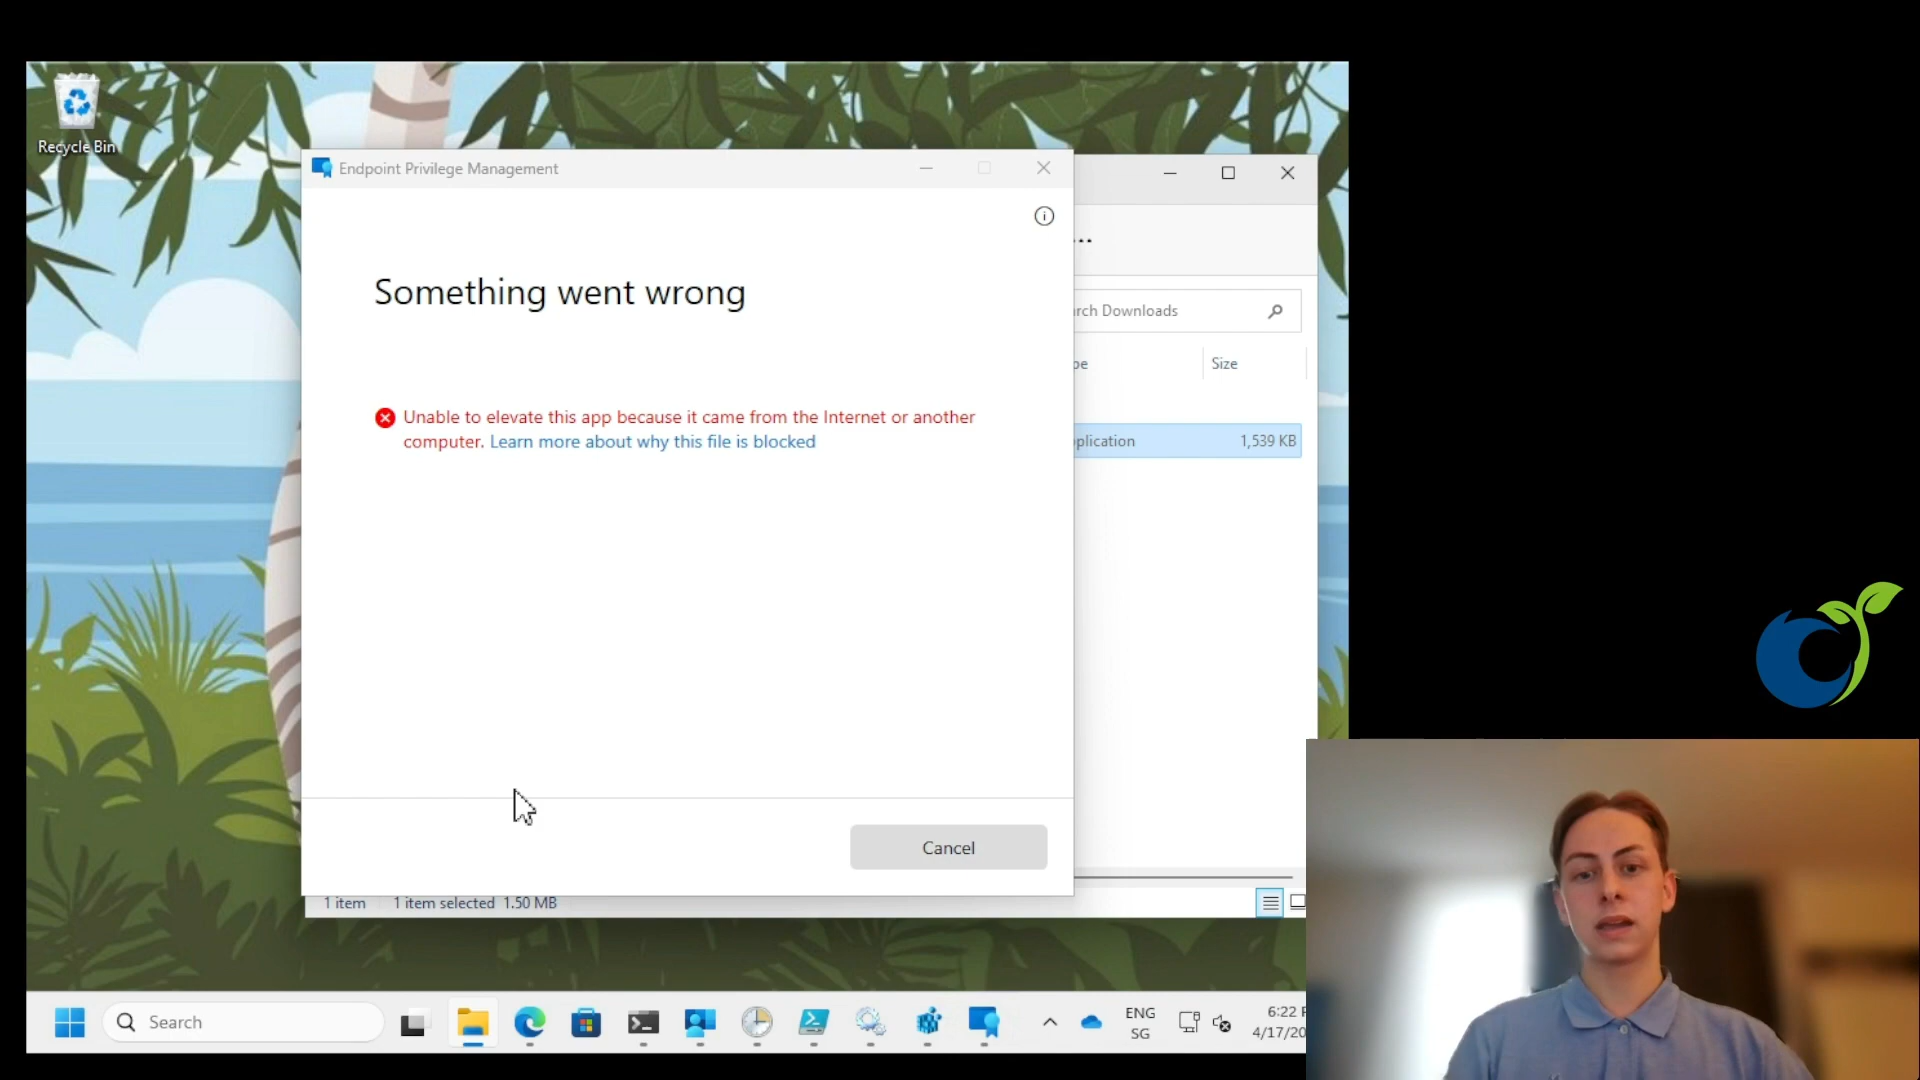 Recycle Bin
Endpoint Privilege Management
Something went wrong
Unable to elevate this app because it came from the Internet or another
computer. Learn more about why this file is blocked
Cancel
...
rch Downloads
pe
Size
plication
1,539 KB
1 item
1 item selected 1.50 MB
Search
ENG
SG
6:22
4/17/20